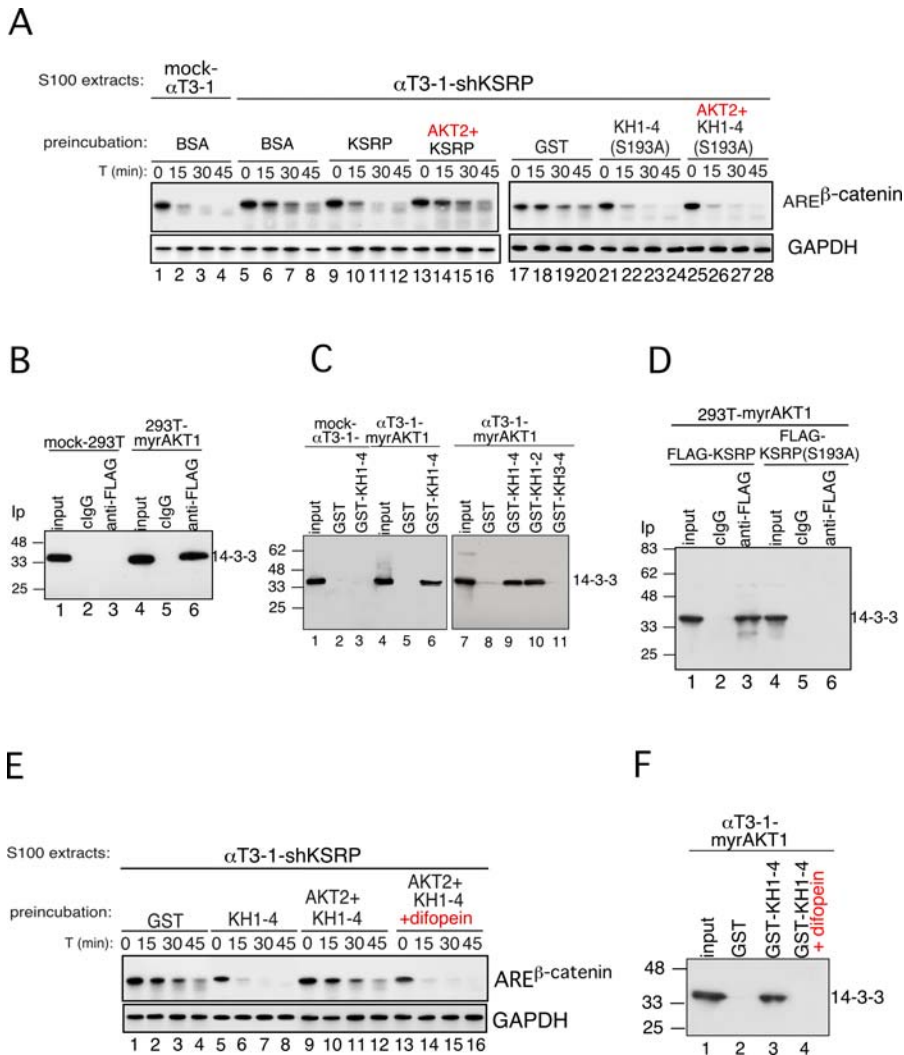 A
S100 extracts:
mock-
αT3-1
αT3-1-shKSRP
preincubation:
BSA
BSA
KSRP
AKT2+
KSRP
GST
KH1-4
(S193A)
AKT2+
KH1-4
(S193A)
T (min): 0 15 30 45 0 15 30 45 0 15 30 45 0 15 30 45 0 15 30 45 0 15 30 45 0 15 30 45
AREβ-catenin
GAPDH
1 2 3 4 5 6 7 8 9 10 11 12 13 14 15 16 17 18 19 20 21 22 23 24 25 26 27 28
B
mock-293T
293T-
myrAKT1
Ip
input
cIgG
anti-FLAG
input
cIgG
anti-FLAG
48
33
25
14-3-3
1 2 3 4 5 6
C
mock-
αT3-1-
αT3-1-
myrAKT1
αT3-1-
myrAKT1
input
GST
GST-KH1-4
input
GST
GST-KH1-4
input
GST
GST-KH1-4
GST-KH1-2
GST-KH3-4
62
48
33
25
14-3-3
1 2 3 4 5 6 7 8 9 10 11
D
293T-myrAKT1
FLAG-KSRP
FLAG-
KSRP(S193A)
Ip
input
cIgG
anti-FLAG
input
cIgG
anti-FLAG
83
62
48
33
25
14-3-3
1 2 3 4 5 6
E
S100 extracts:
αT3-1-shKSRP
preincubation:
GST
KH1-4
AKT2+
KH1-4
AKT2+
KH1-4
+difopein
T (min): 0 15 30 45 0 15 30 45 0 15 30 45 0 15 30 45
AREβ-catenin
GAPDH
1 2 3 4 5 6 7 8 9 10 11 12 13 14 15 16
F
αT3-1-
myrAKT1
input
GST
GST-KH1-4
GST-KH1-4
+ difopein
48
33
25
14-3-3
1 2 3 4